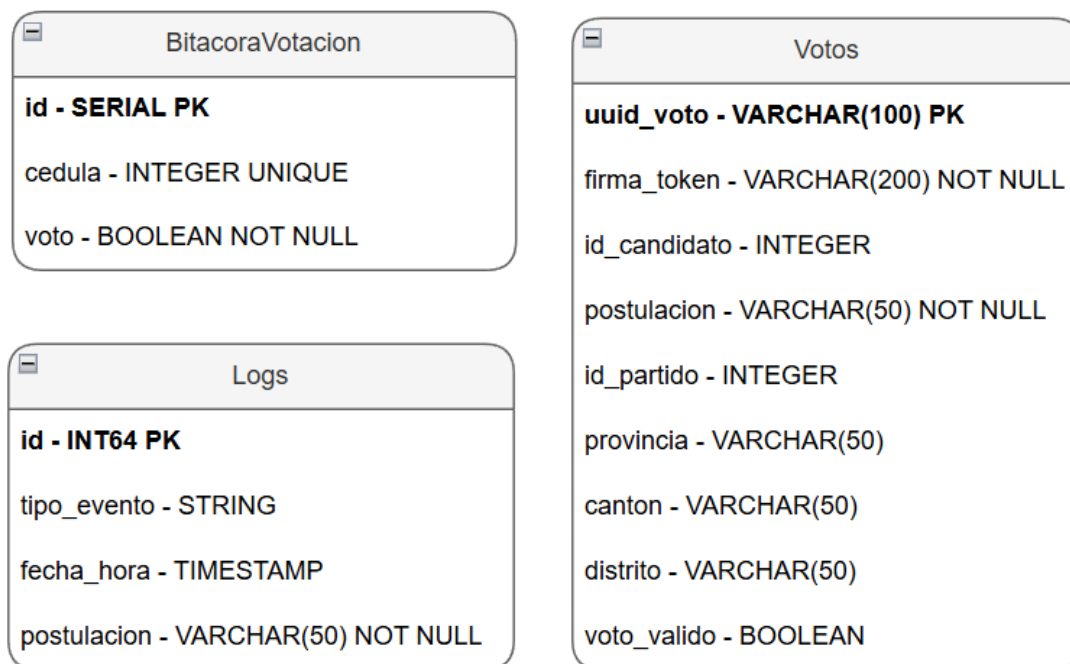 BitacoraVotacion
id - SERIAL PK
cedula - INTEGER UNIQUE
voto - BOOLEAN NOT NULL
Logs
id - INT64 PK
tipo_evento - STRING
fecha_hora - TIMESTAMP
postulacion - VARCHAR(50) NOT NULL
Votos
uuid_voto - VARCHAR(100) PK
firma_token - VARCHAR(200) NOT NULL
id_candidato - INTEGER
postulacion - VARCHAR(50) NOT NULL
id_partido - INTEGER
provincia - VARCHAR(50)
canton - VARCHAR(50)
distrito - VARCHAR(50)
voto_valido - BOOLEAN